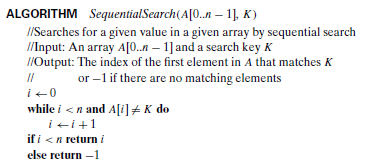 ALGORITHM SequentialSearch(A[0..n – 1], K)
//Searches for a given value in a given array by sequential search
//Input: An array A[0..n – 1] and a search key K
//Output: The index of the first element in A that matches K
// or –1 if there are no matching elements
i ← 0
while i < n and A[i] ≠ K do
i ← i + 1
if i < n return i
else return –1